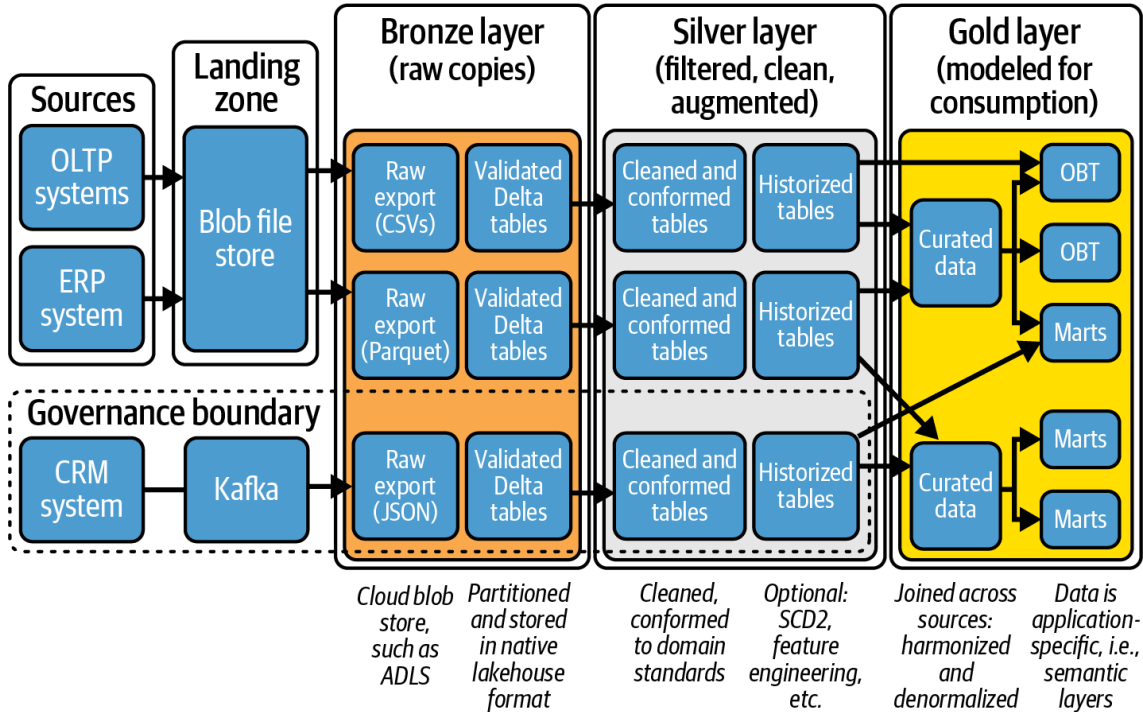 Sources
OLTP
systems
ERP
system
Landing
zone
Blob file
store
Bronze layer
(raw copies)
Raw
export
(CSVs)
Validated
Delta
tables
Raw
export
(Parquet)
Validated
Delta
tables
Silver layer
(filtered, clean,
augmented)
Cleaned and
conformed
tables
Historized
tables
Cleaned and
conformed
tables
Historized
tables
Gold layer
(modeled for
consumption)
Curated
data
OBT
OBT
Marts
Governance boundary
CRM
system
Kafka
Raw
export
(JSON)
Validated
Delta
tables
Cleaned and
conformed
tables
Historized
tables
Curated
data
Marts
Marts
Cloud blob
store,
such as
ADLS
Partitioned
and stored
in native
lakehouse
format
Cleaned,
conformed
to domain
standards
Optional:
SCD2,
feature
engineering,
etc.
Joined across
sources:
harmonized
and
denormalized
Data is
application-
specific, i.e.,
semantic
layers